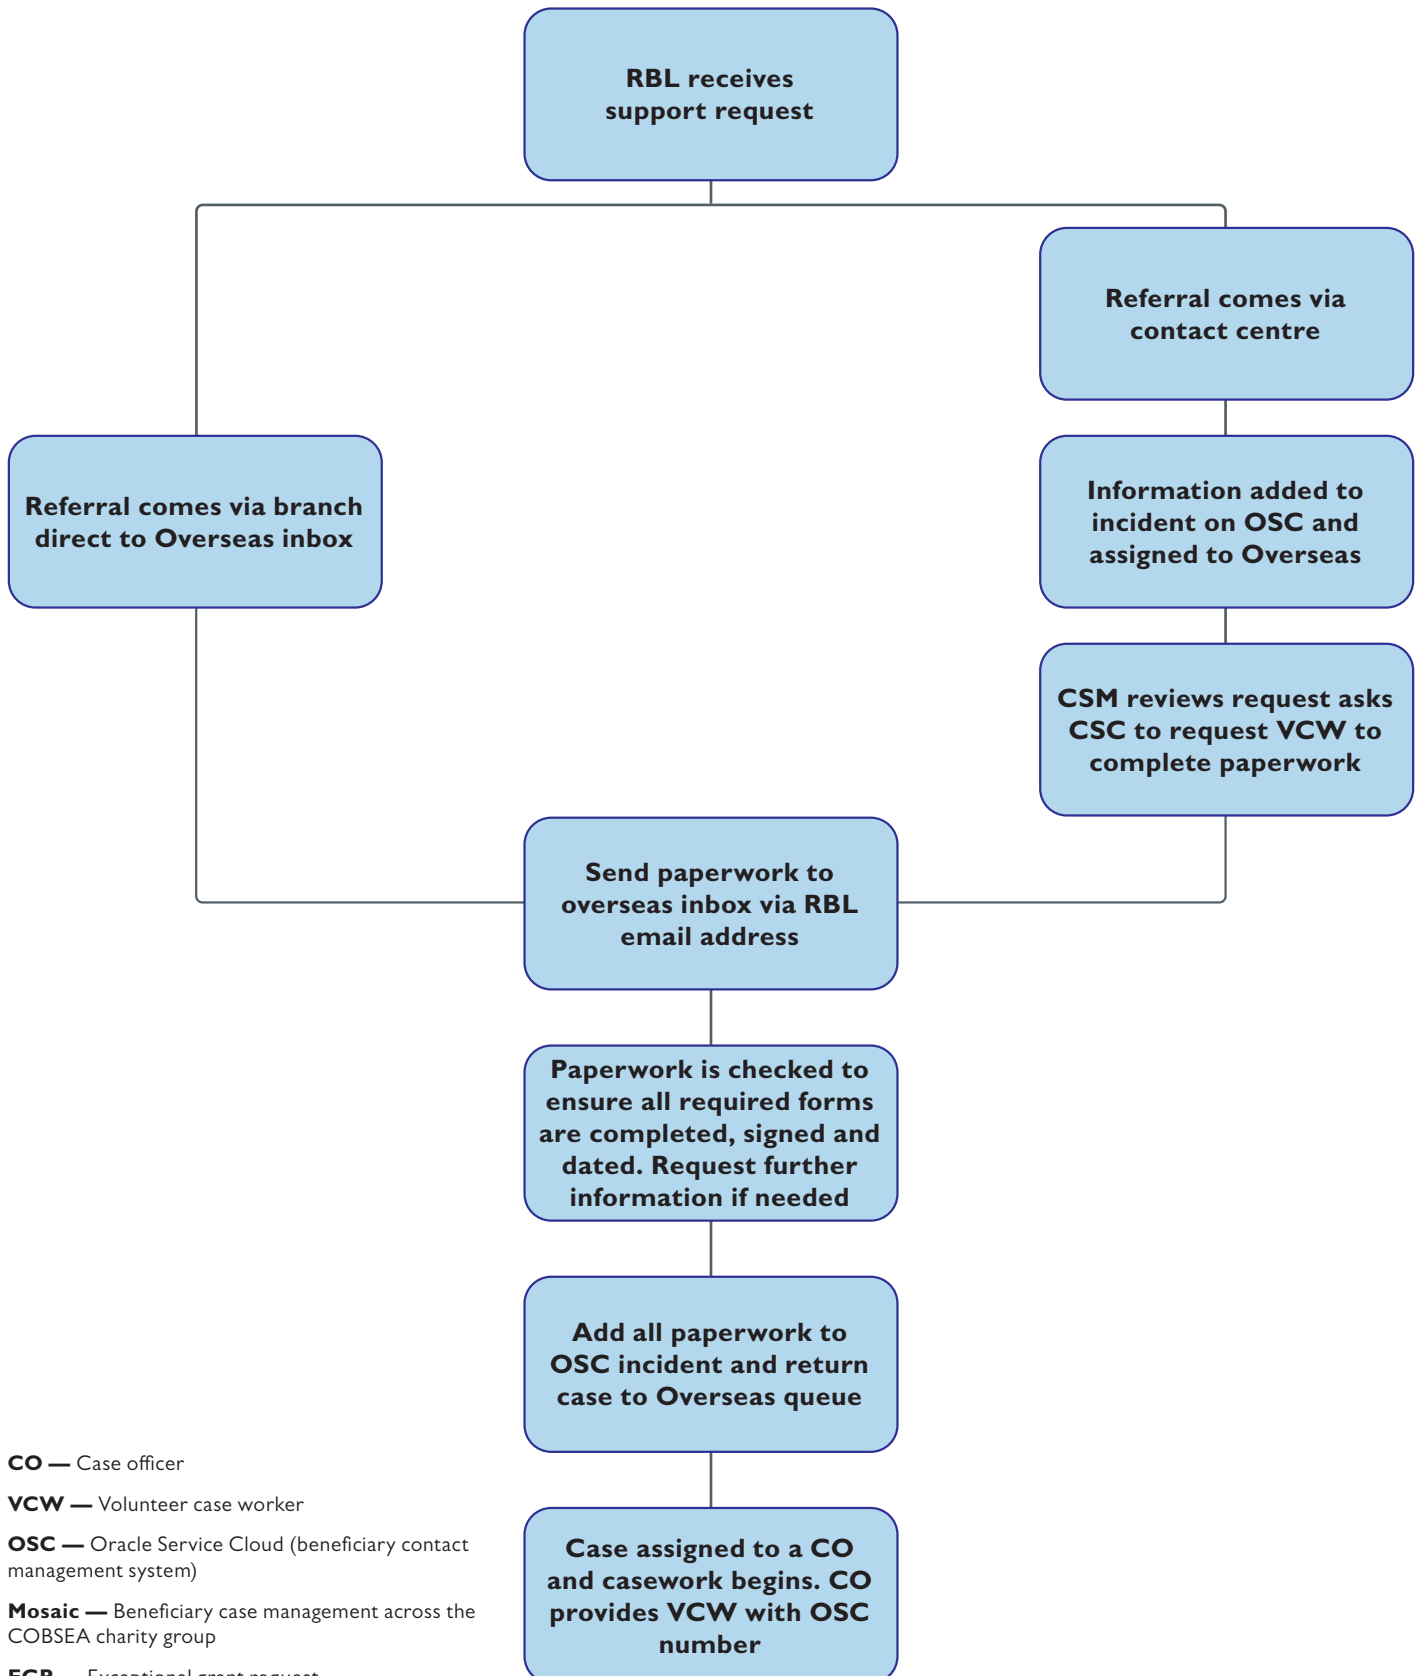 RBL receives
support request
Referral comes via
contact centre
Referral comes via branch
direct to Overseas inbox
Information added to
incident on OSC and
assigned to Overseas
CSM reviews request asks
CSC to request VCW to
complete paperwork
Send paperwork to
overseas inbox via RBL
email address
Paperwork is checked to
ensure all required forms
are completed, signed and
dated. Request further
information if needed
Add all paperwork to
OSC incident and return
case to Overseas queue
Case assigned to a CO
and casework begins. CO
provides VCW with OSC
number
CO — Case officer
VCW — Volunteer case worker
OSC — Oracle Service Cloud (beneficiary contact
management system)
Mosaic — Beneficiary case management across the
COBSEA charity group
EGR — Exceptional grant request